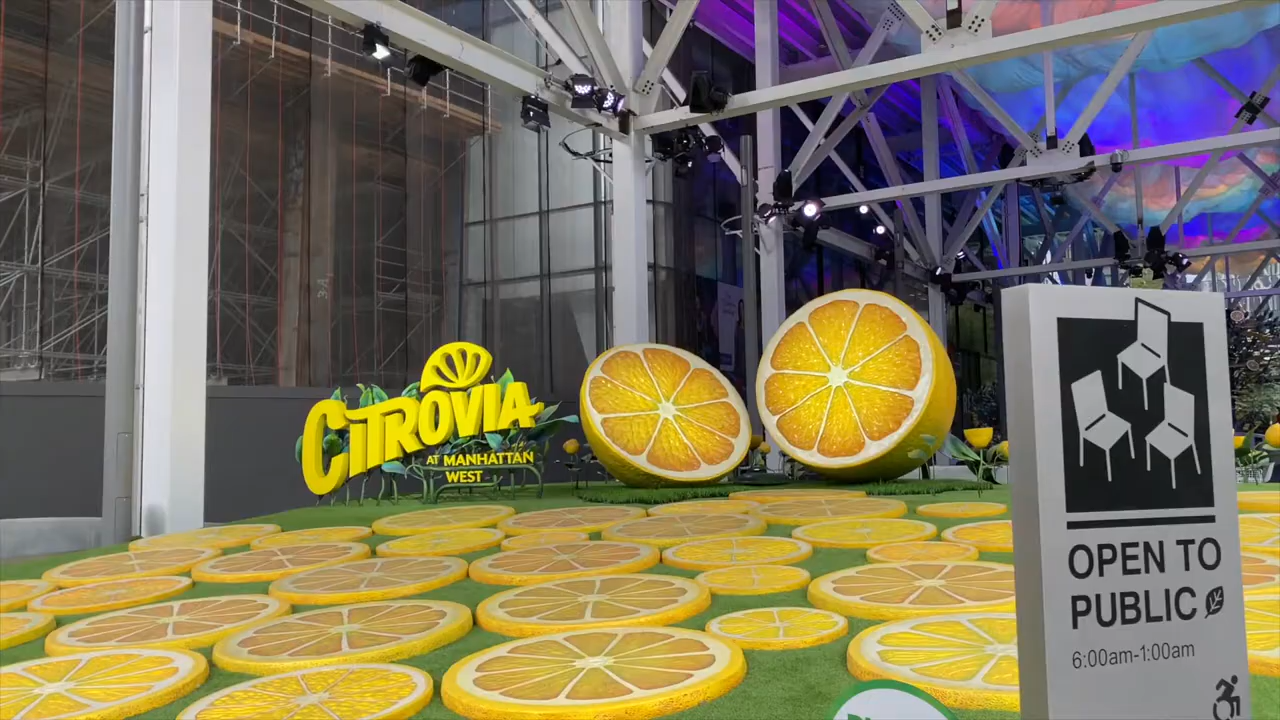 CITROVIA
AT MANHATTAN
WEST
OPEN TO
PUBLIC
6:00am-1:00am